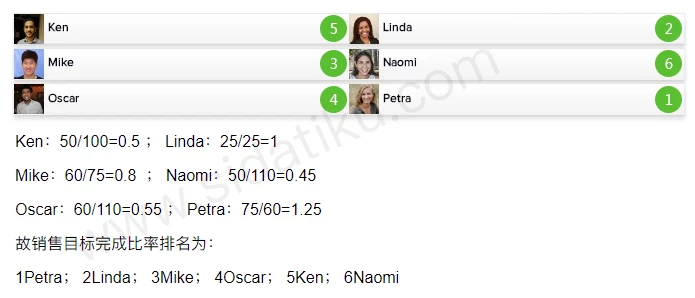 Ken 5 Linda 2
Mike 3 Naomi 6
Oscar 4 Petra 1
Ken：50/100=0.5 ； Linda：25/25=1
Mike：60/75=0.8 ； Naomi：50/110=0.45
Oscar：60/110=0.55 ； Petra：75/60=1.25
故销售目标完成比率排名为：
1Petra； 2Linda； 3Mike； 4Oscar； 5Ken； 6Naomi
www.sidatiku.com